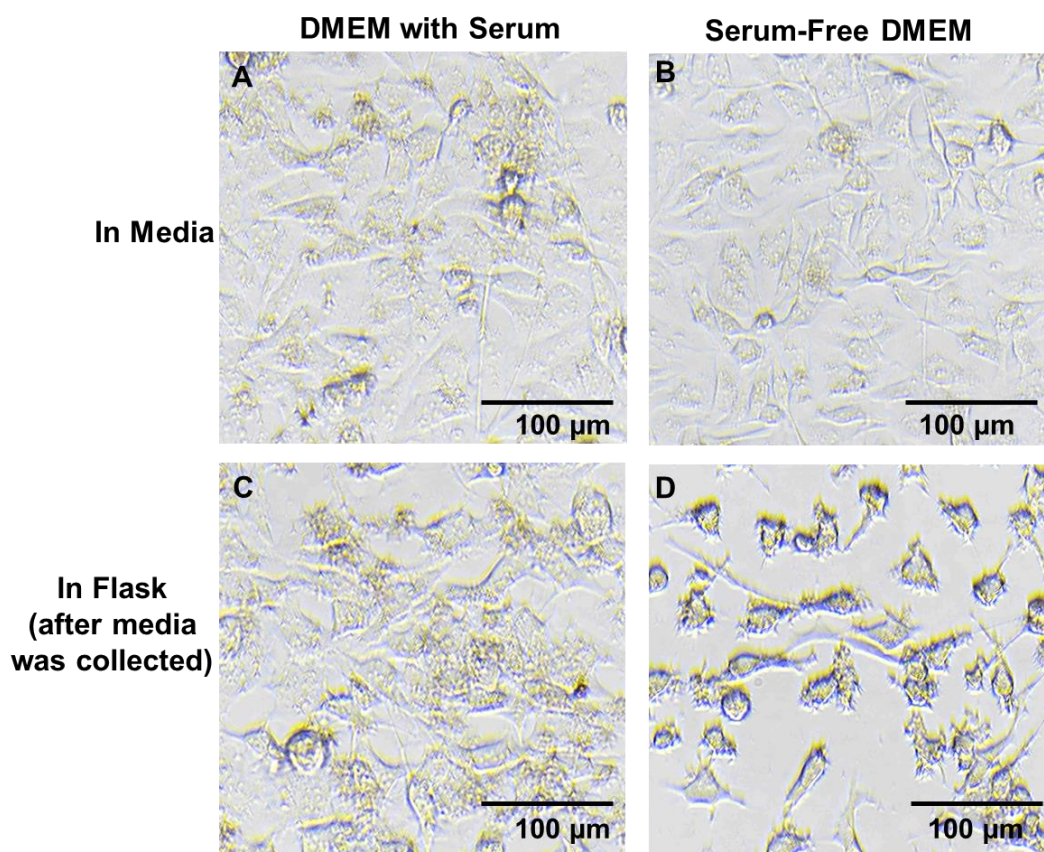 DMEM with Serum
Serum-Free DMEM
A
B
In Media
100 µm
100 µm
C
D
In Flask
(after media
was collected)
100 µm
100 µm